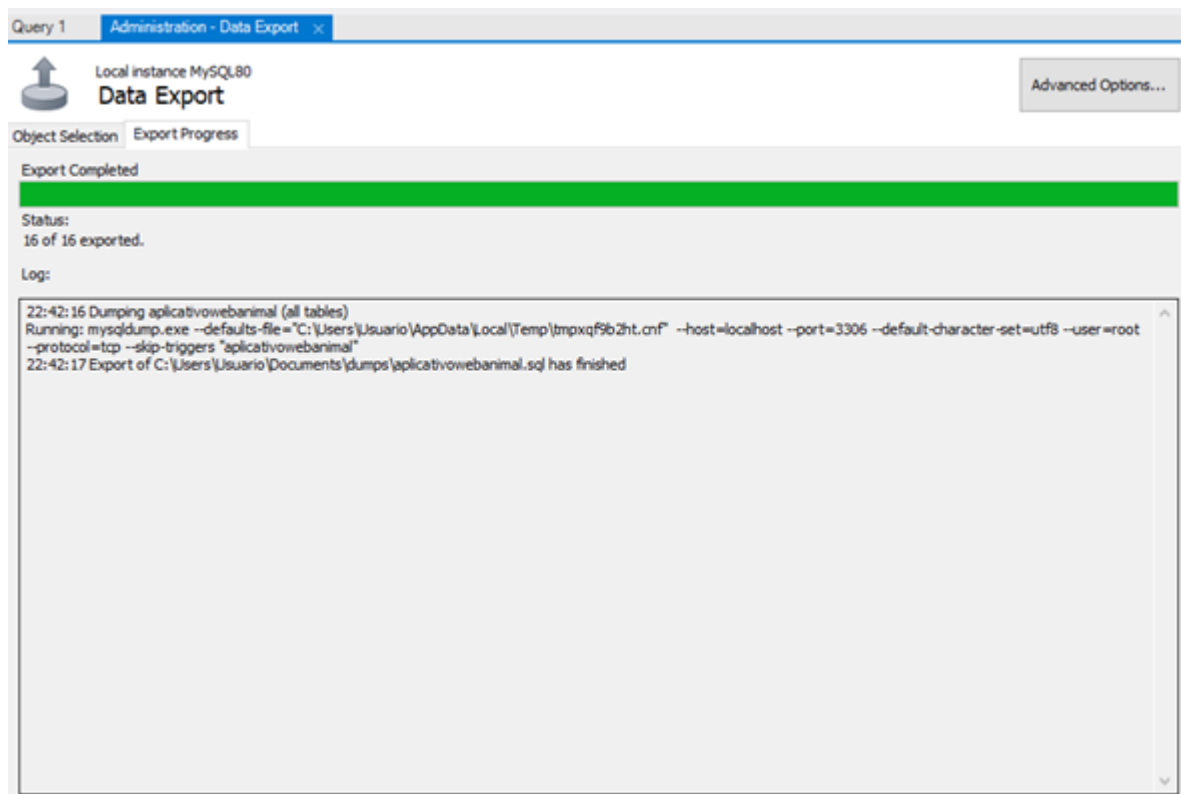 Query 1
Administration - Data Export
Local instance MySQL80
Data Export
Advanced Options...
Object Selection
Export Progress
Export Completed
Status:
16 of 16 exported.
Log:
22:42:16 Dumping aplicativowebanimal (all tables)
Running: mysqldump.exe --defaults-file="C:\Users\Usuario\AppData\Local\Temp\tmpxqf9b2ht.cnf"  --host=localhost --port=3306 --default-character-set=utf8 --user=root
--protocol=tcp --skip-triggers "aplicativowebanimal"
22:42:17 Export of C:\Users\Usuario\Documents\dumps\aplicativowebanimal.sql has finished